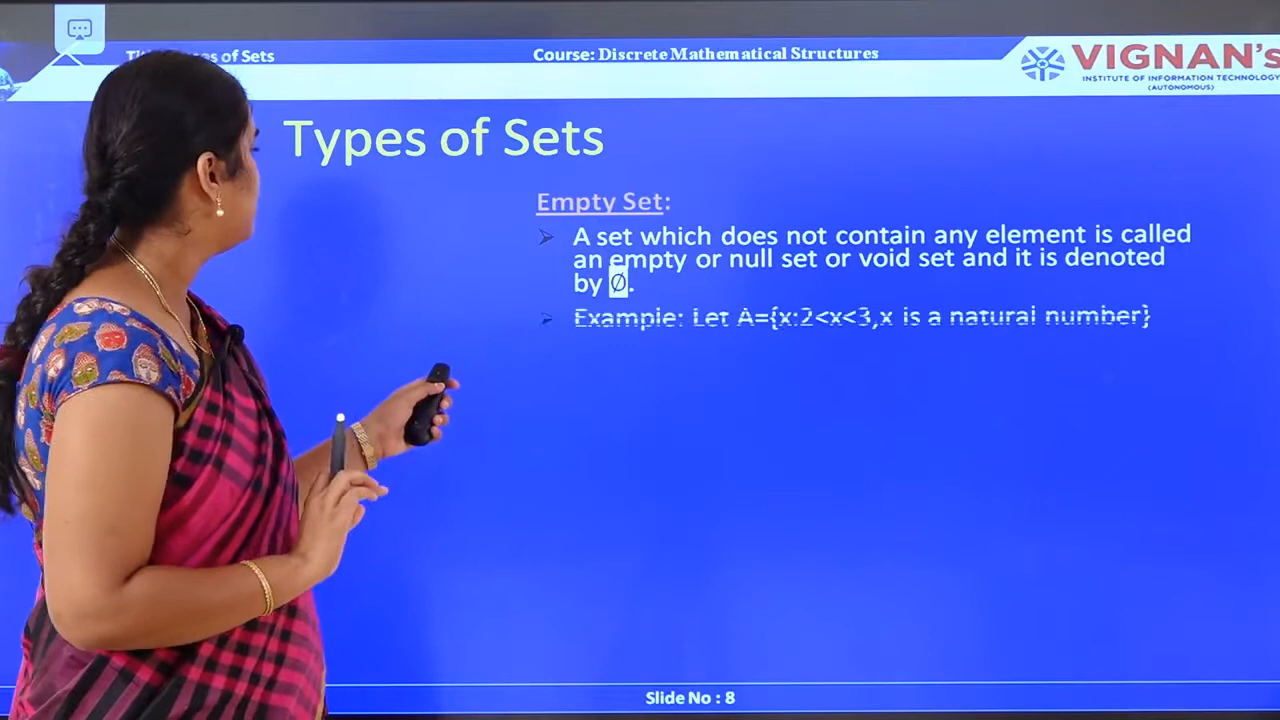 of Sets
Course: Discrete Mathematical Structures
VIGNAN's
INSTITUTE OF INFORMATION TECHNOLOGY
(AUTONOMOUS)
Types of Sets
Empty Set:
➢ A set which does not contain any element is called
an empty or null set or void set and it is denoted
by ∅.
➢ Example: Let A={x:2<x<3,x is a natural number}
Slide No : 8